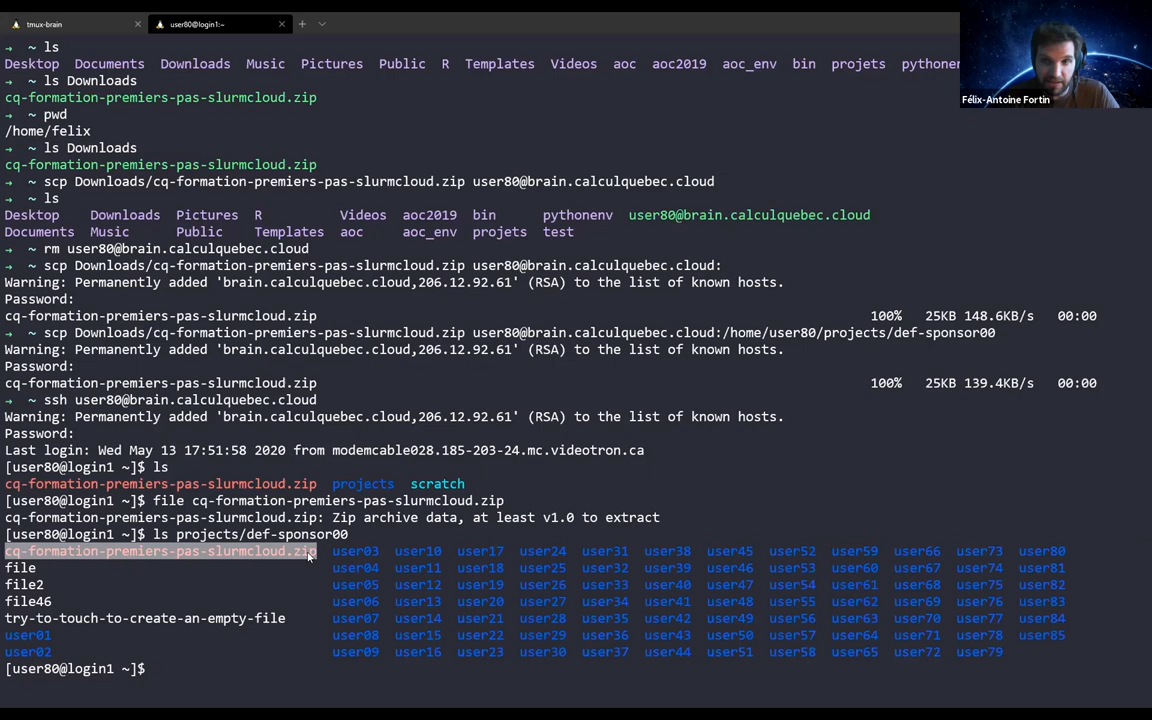 tmux-brain × user80@login1:~ × +
→ ~ ls
Desktop Documents Downloads Music Pictures Public R Templates Videos aoc aoc2019 aoc_env bin projets pythonen
→ ~ ls Downloads
cq-formation-premiers-pas-slurmcloud.zip
→ ~ pwd
/home/felix
→ ~ ls Downloads
cq-formation-premiers-pas-slurmcloud.zip
→ ~ scp Downloads/cq-formation-premiers-pas-slurmcloud.zip user80@brain.calculquebec.cloud
→ ~ ls
Desktop Downloads Pictures R Videos aoc2019 bin pythonenv user80@brain.calculquebec.cloud
Documents Music Public Templates aoc aoc_env projets test
→ ~ rm user80@brain.calculquebec.cloud
→ ~ scp Downloads/cq-formation-premiers-pas-slurmcloud.zip user80@brain.calculquebec.cloud:
Warning: Permanently added 'brain.calculquebec.cloud,206.12.92.61' (RSA) to the list of known hosts.
Password:
cq-formation-premiers-pas-slurmcloud.zip 100% 25KB 148.6KB/s 00:00
→ ~ scp Downloads/cq-formation-premiers-pas-slurmcloud.zip user80@brain.calculquebec.cloud:/home/user80/projects/def-sponsor00
Warning: Permanently added 'brain.calculquebec.cloud,206.12.92.61' (RSA) to the list of known hosts.
Password:
cq-formation-premiers-pas-slurmcloud.zip 100% 25KB 139.4KB/s 00:00
→ ~ ssh user80@brain.calculquebec.cloud
Warning: Permanently added 'brain.calculquebec.cloud,206.12.92.61' (RSA) to the list of known hosts.
Password:
Last login: Wed May 13 17:51:58 2020 from modemcable028.185-203-24.mc.videotron.ca
[user80@login1 ~]$ ls
cq-formation-premiers-pas-slurmcloud.zip projects scratch
[user80@login1 ~]$ file cq-formation-premiers-pas-slurmcloud.zip
cq-formation-premiers-pas-slurmcloud.zip: Zip archive data, at least v1.0 to extract
[user80@login1 ~]$ ls projects/def-sponsor00
cq-formation-premiers-pas-slurmcloud.zip user03 user10 user17 user24 user31 user38 user45 user52 user59 user66 user73 user80
file user04 user11 user18 user25 user32 user39 user46 user53 user60 user67 user74 user81
file2 user05 user12 user19 user26 user33 user40 user47 user54 user61 user68 user75 user82
file46 user06 user13 user20 user27 user34 user41 user48 user55 user62 user69 user76 user83
try-to-touch-to-create-an-empty-file user07 user14 user21 user28 user35 user42 user49 user56 user63 user70 user77 user84
user01 user08 user15 user22 user29 user36 user43 user50 user57 user64 user71 user78 user85
user02 user09 user16 user23 user30 user37 user44 user51 user58 user65 user72 user79
[user80@login1 ~]$
Félix-Antoine Fortin